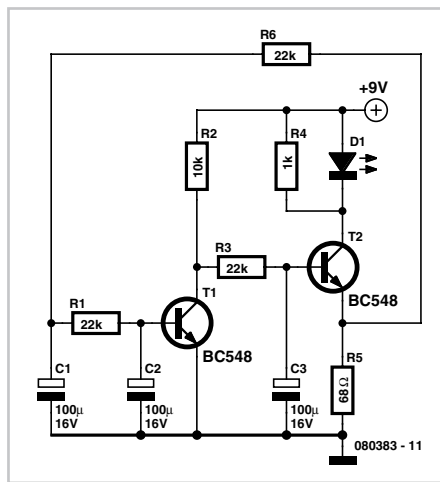 R6
22k
+9V
R2
10k
R4
1k
D1
T2
BC548
R3
22k
T1
BC548
R1
22k
R5
68Ω
C1
100µ
16V
C2
100µ
16V
C3
100µ
16V
080383 - 11